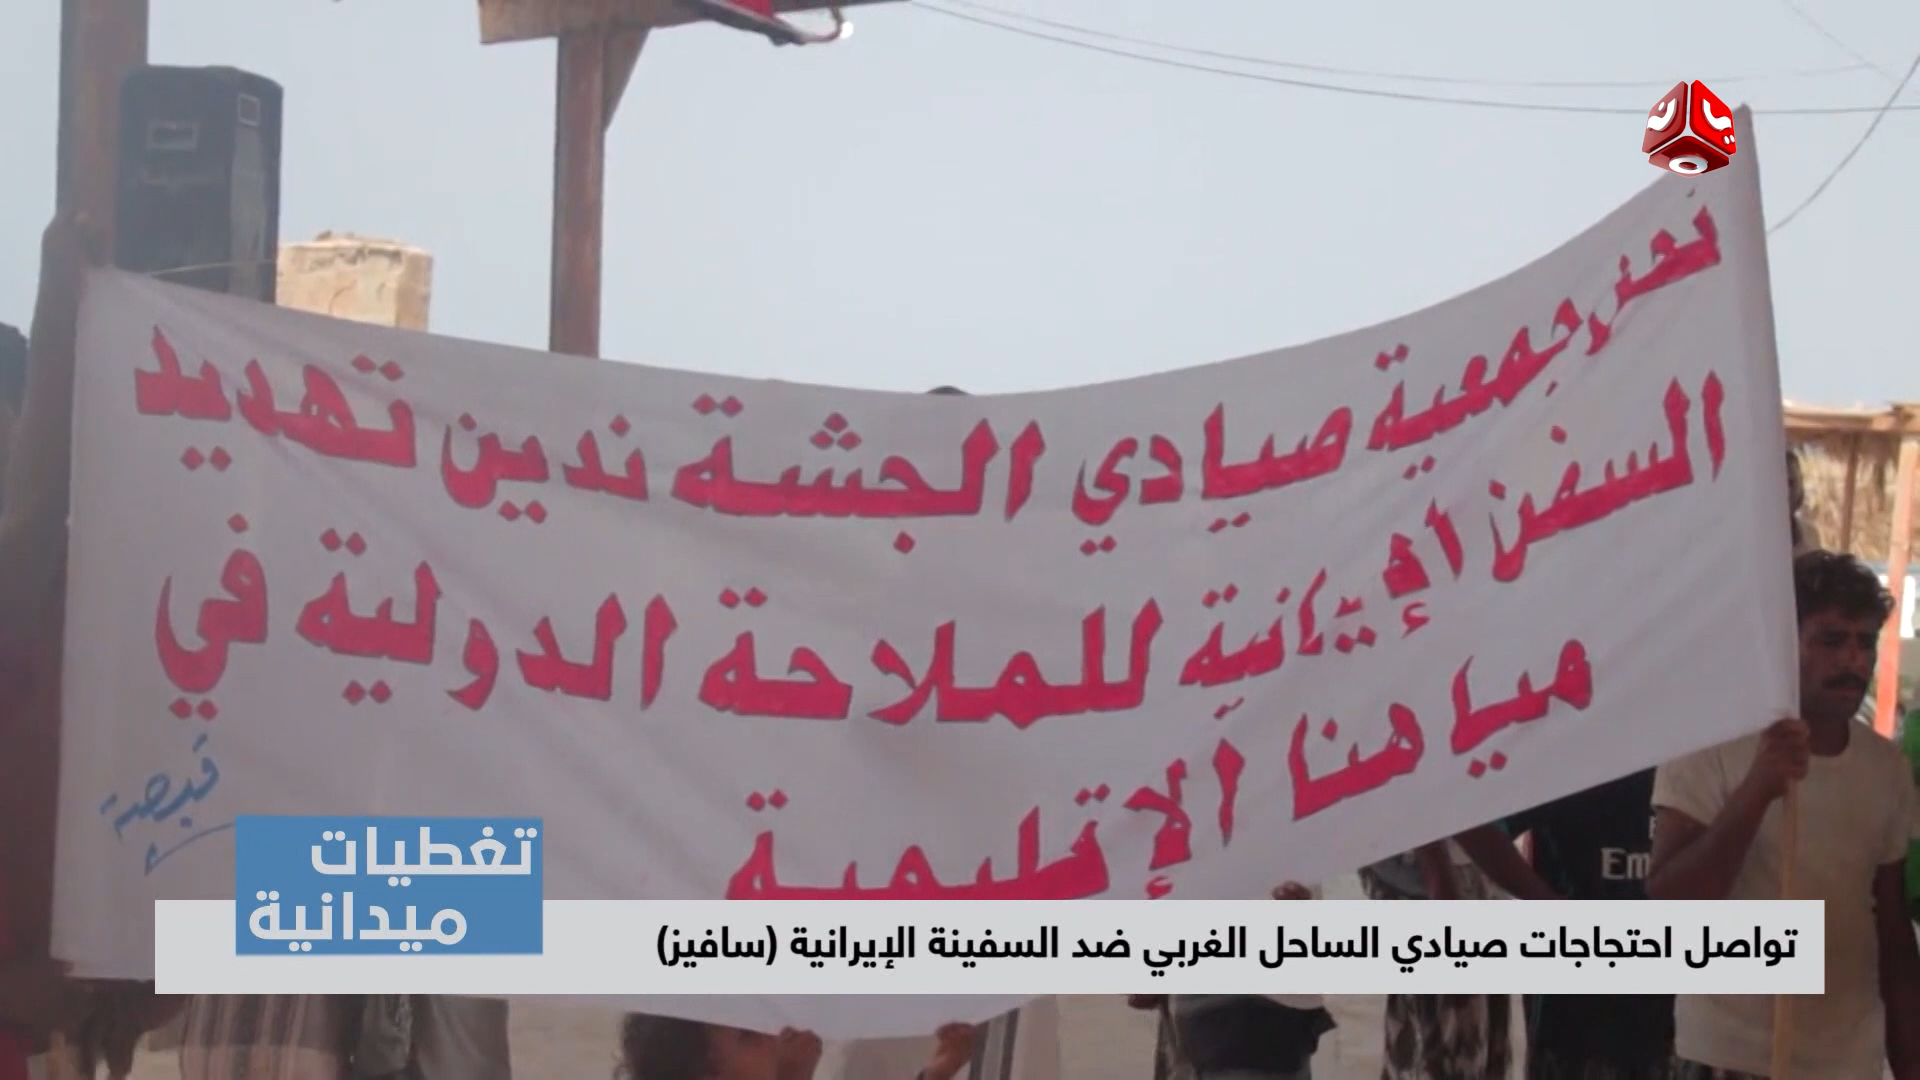 نحن جمعية صيادي الجشة ندين تهديد
السفن الإيرانية للملاحة الدولية في
مياهنا الإقليمية
تغطيات
ميدانية
تواصل احتجاجات صيادي الساحل الغربي ضد السفينة الإيرانية (سافيز)
Em